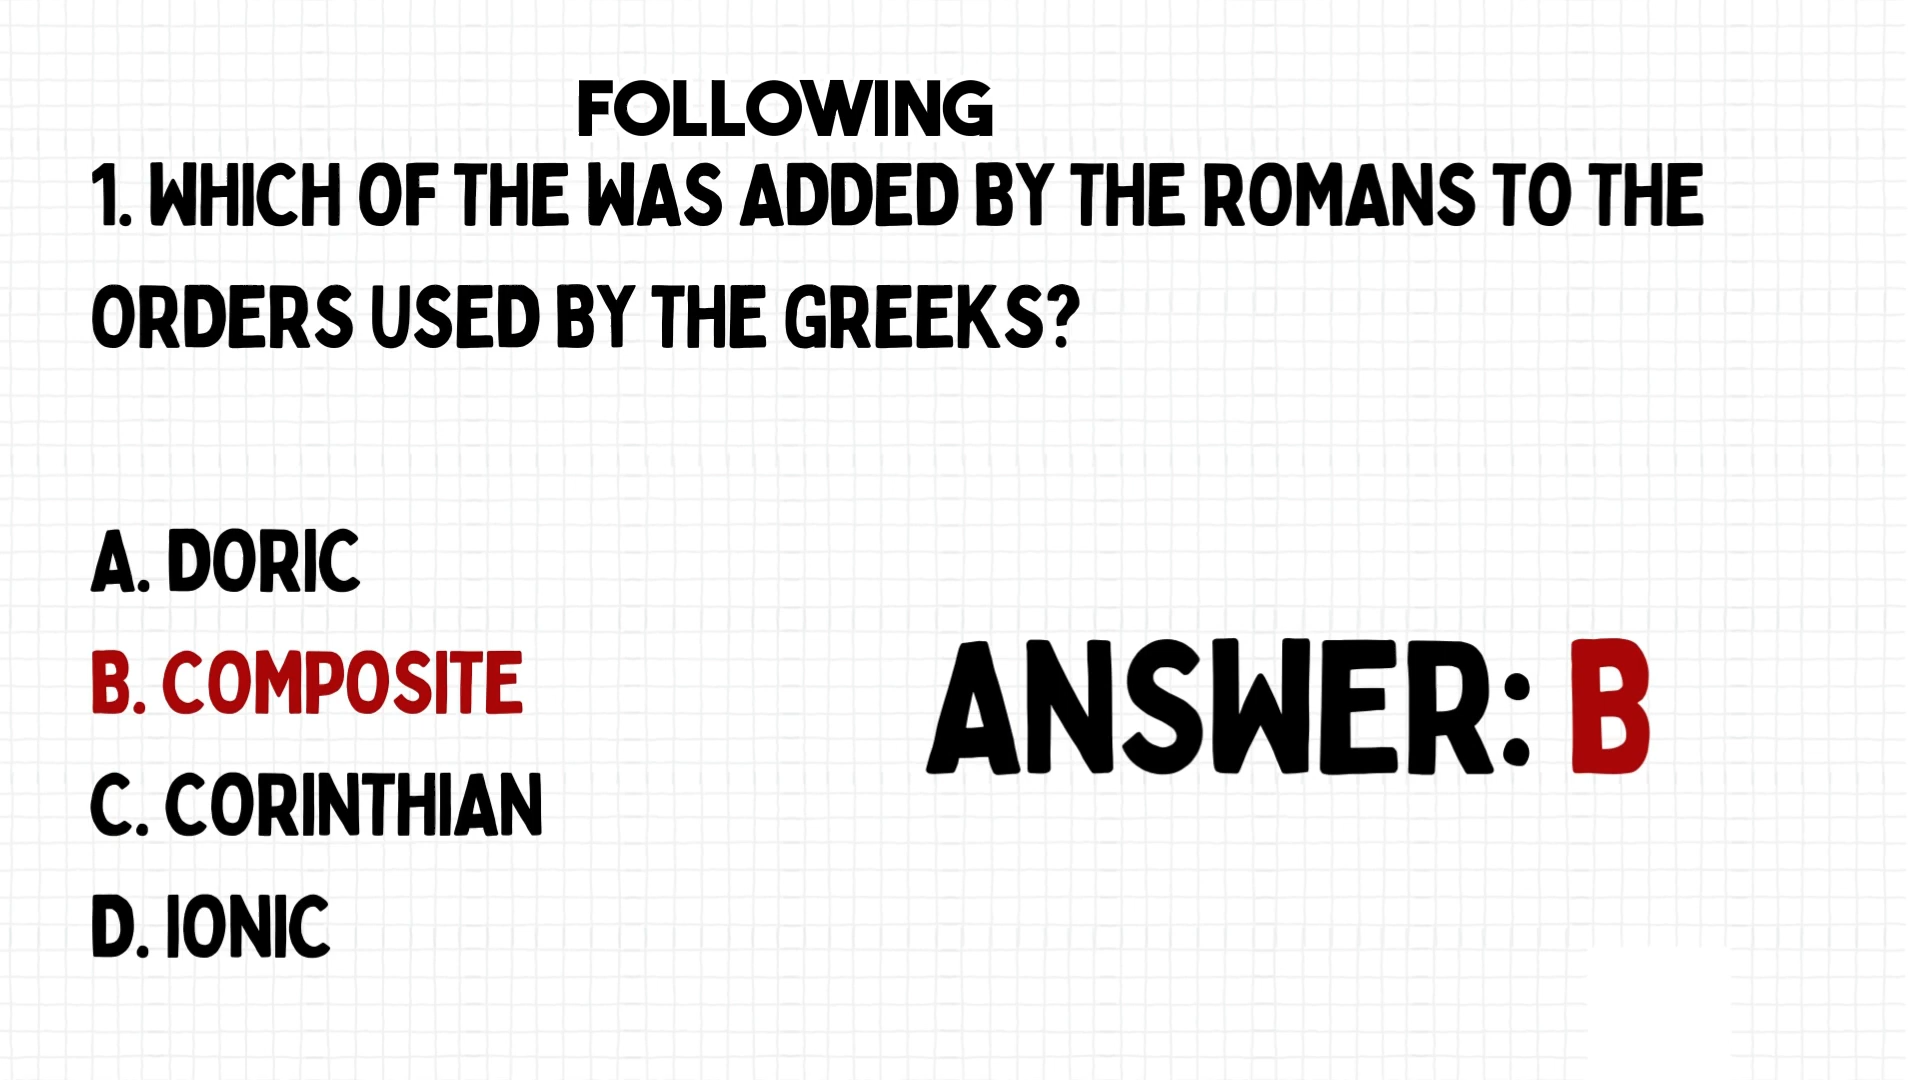 FOLLOWING
1. WHICH OF THE WAS ADDED BY THE ROMANS TO THE
ORDERS USED BY THE GREEKS?
A. DORIC
B. COMPOSITE
C. CORINTHIAN
D. IONIC
ANSWER: B